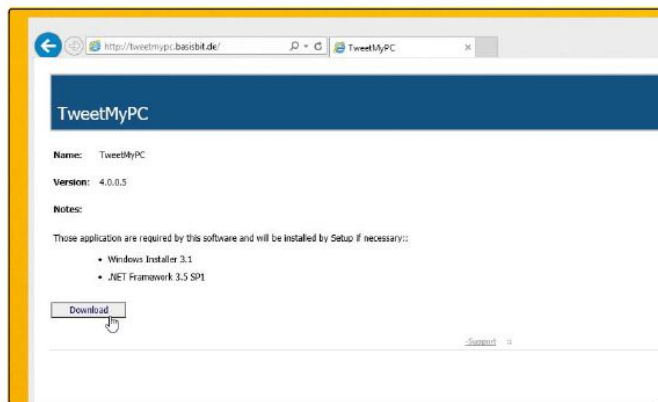 http://tweetmypc.basisbit.de/
TweetMyPC
TweetMyPC
Name: TweetMyPC
Version: 4.0.0.5
Notes:
Those application are required by this software and will be installed by Setup if necessary::
• Windows Installer 3.1
• .NET Framework 3.5 SP1
Download
-Support ::